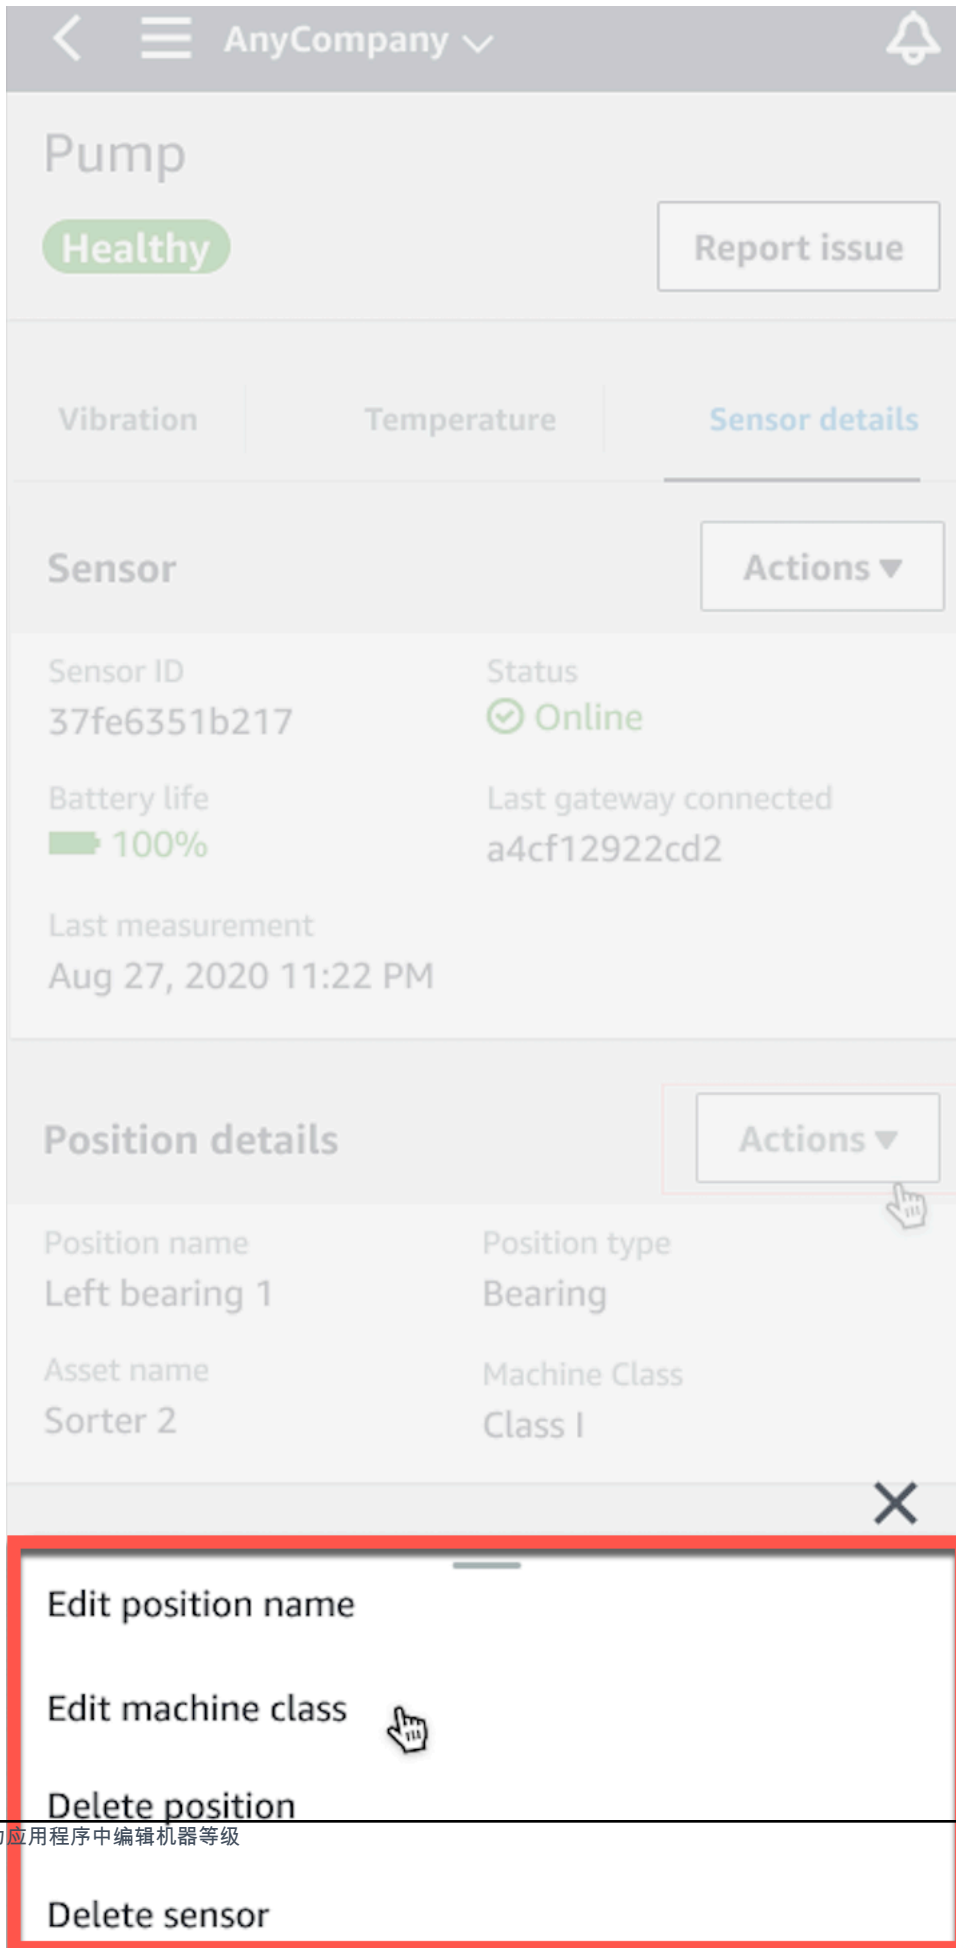 AnyCompany
Pump
Healthy
Report issue
Vibration Temperature Sensor details
Sensor
Actions
Sensor ID Status
37fe6351b217 Online
Battery life Last gateway connected
100% a4cf12922cd2
Last measurement
Aug 27, 2020 11:22 PM
Position details
Actions
Position name Position type
Left bearing 1 Bearing
Asset name Machine Class
Sorter 2 Class I
Edit position name
Edit machine class
Delete position
应用程序中编辑机器等级
Delete sensor